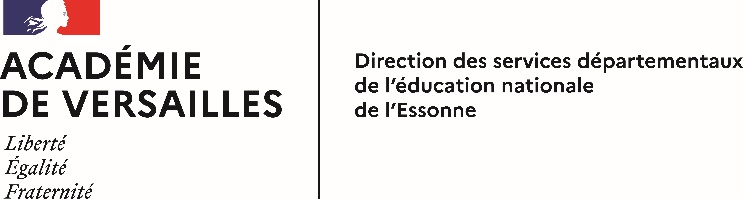 ACADÉMIE
DE VERSAILLES
Liberté
Égalité
Fraternité
Direction des services départementaux
de l'éducation nationale
de l'Essonne